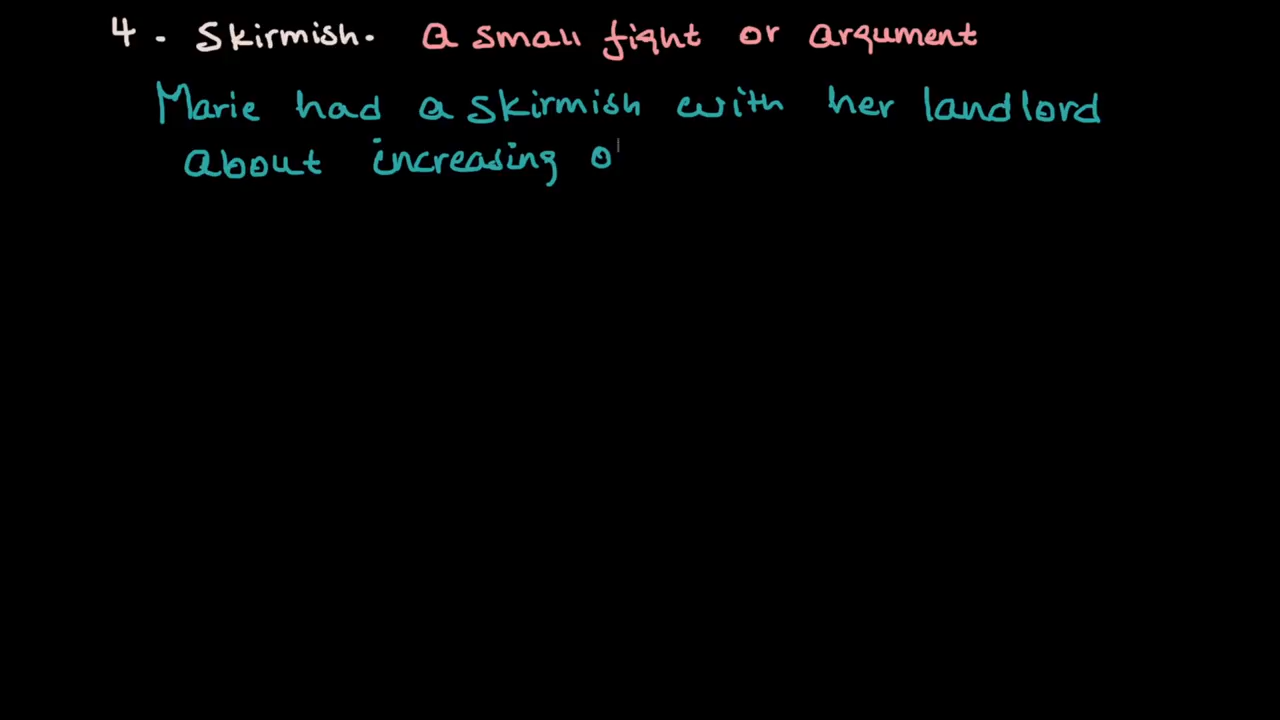 4. Skirmish. a small fight or argument
Marie had a skirmish with her landlord
about increasing o